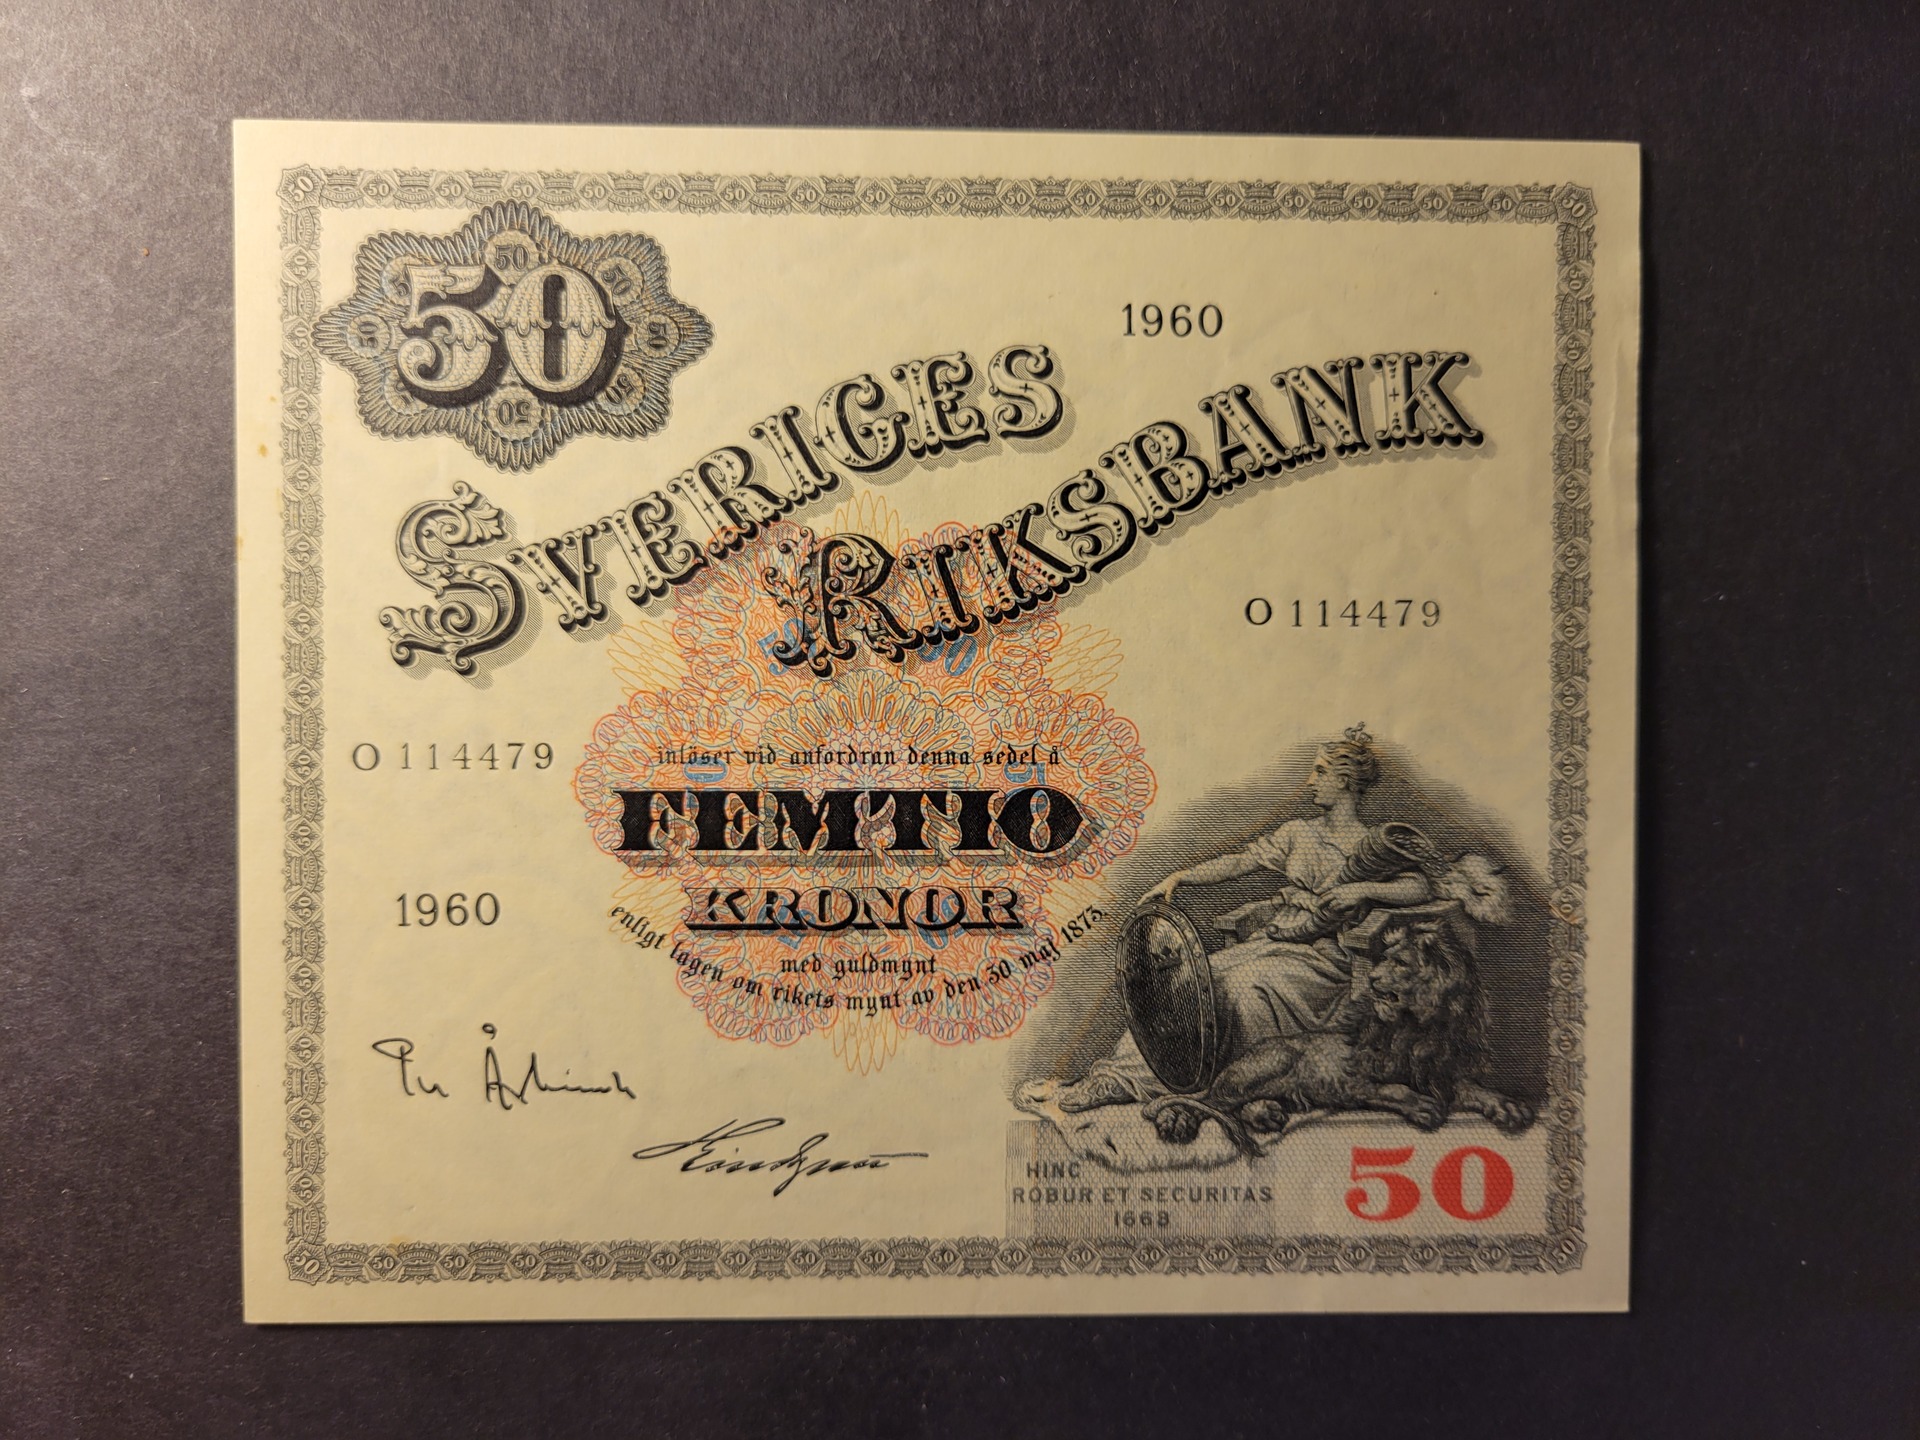 50
1960
SVERIGES
RIKSBANK
O 114479
O 114479
inlöser vid anfordran denna sedel å
FEMTIO
KRONOR
1960
med guldmynt
enligt lagen om rikets mynt av den 30 maj 1873.
HINC
ROBUR ET SECURITAS
1668
50